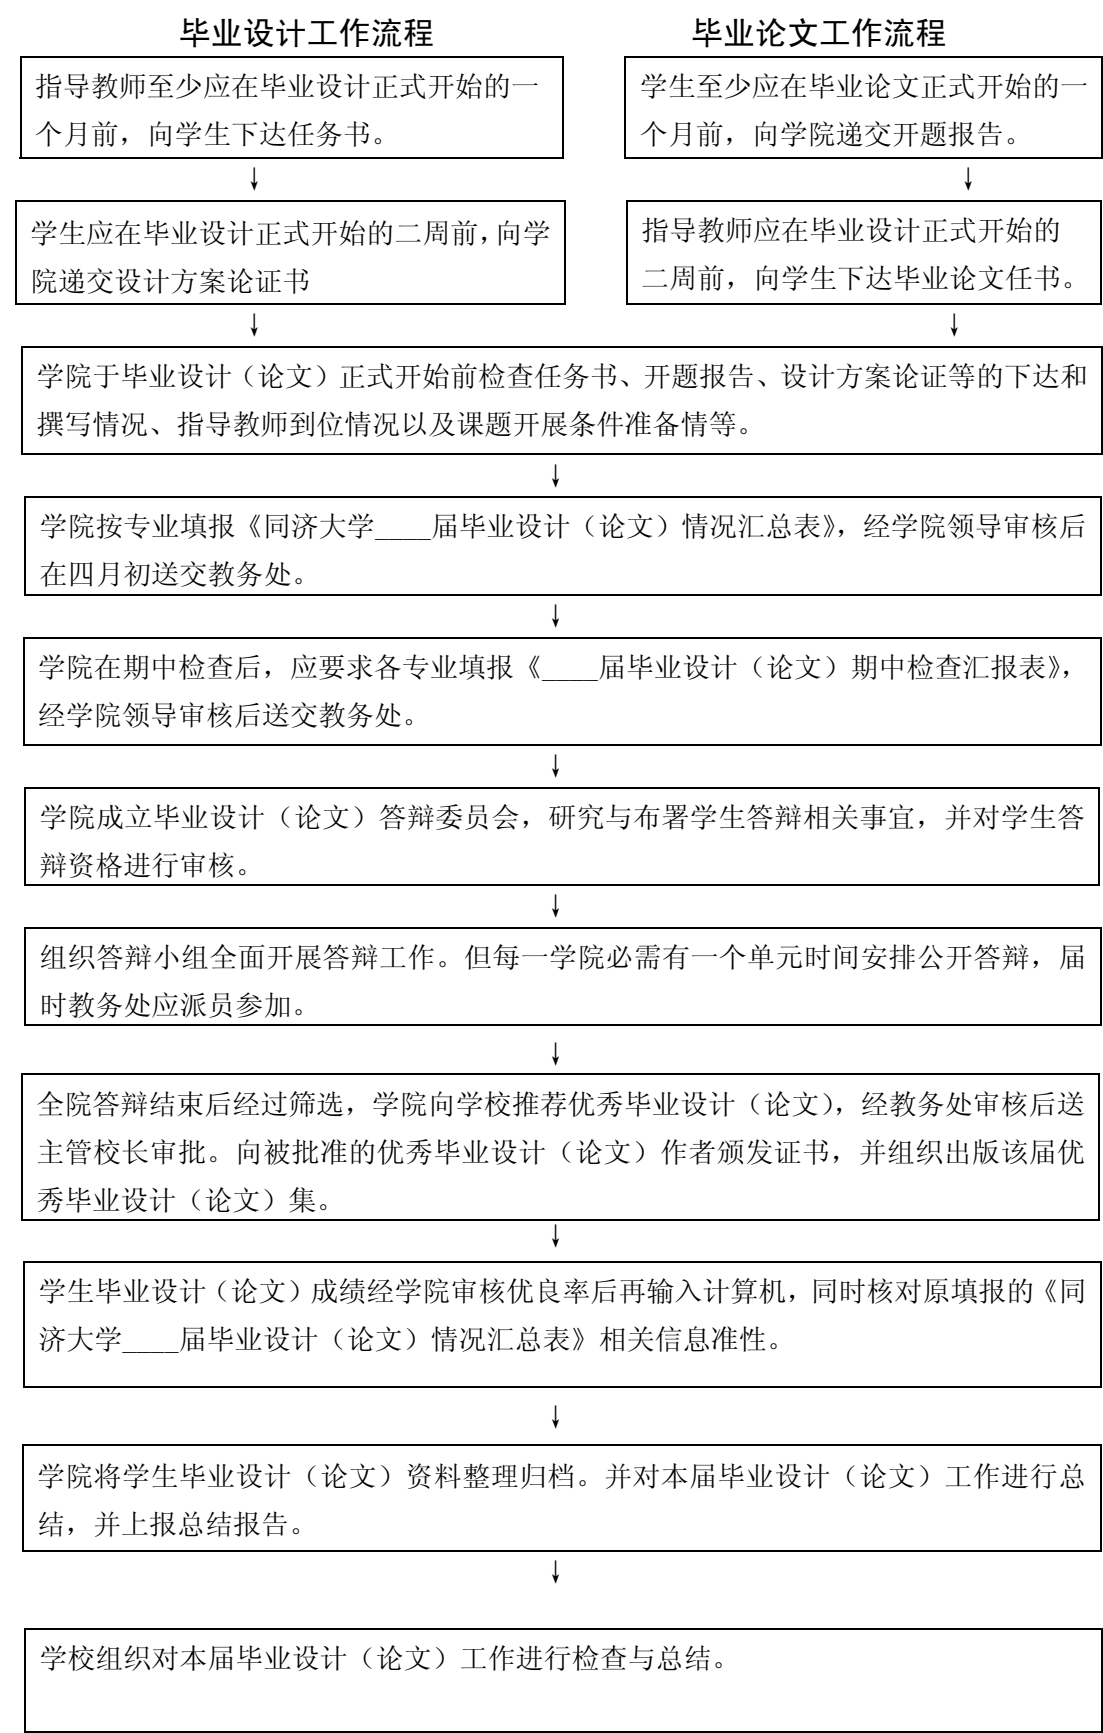 毕业设计工作流程
指导教师至少应在毕业设计正式开始的一
个月前，向学生下达任务书。
↓
学生应在毕业设计正式开始的二周前，向学
院递交设计方案论证书
↓
毕业论文工作流程
学生至少应在毕业论文正式开始的一
个月前，向学院递交开题报告。
↓
指导教师应在毕业设计正式开始的
二周前，向学生下达毕业论文任书。
↓
学院于毕业设计（论文）正式开始前检查任务书、开题报告、设计方案论证等的下达和
撰写情况、指导教师到位情况以及课题开展条件准备情等。
↓
学院按专业填报《同济大学____届毕业设计（论文）情况汇总表》，经学院领导审核后
在四月初送交教务处。
↓
学院在期中检查后，应要求各专业填报《____届毕业设计（论文）期中检查汇报表》，
经学院领导审核后送交教务处。
↓
学院成立毕业设计（论文）答辩委员会，研究与布署学生答辩相关事宜，并对学生答
辩资格进行审核。
↓
组织答辩小组全面开展答辩工作。但每一学院必需有一个单元时间安排公开答辩，届
时教务处应派员参加。
↓
全院答辩结束后经过筛选，学院向学校推荐优秀毕业设计（论文），经教务处审核后送
主管校长审批。向被批准的优秀毕业设计（论文）作者颁发证书，并组织出版该届优
秀毕业设计（论文）集。
↓
学生毕业设计（论文）成绩经学院审核优良率后再输入计算机，同时核对原填报的《同
济大学____届毕业设计（论文）情况汇总表》相关信息准性。
↓
学院将学生毕业设计（论文）资料整理归档。并对本届毕业设计（论文）工作进行总
结，并上报总结报告。
↓
学校组织对本届毕业设计（论文）工作进行检查与总结。